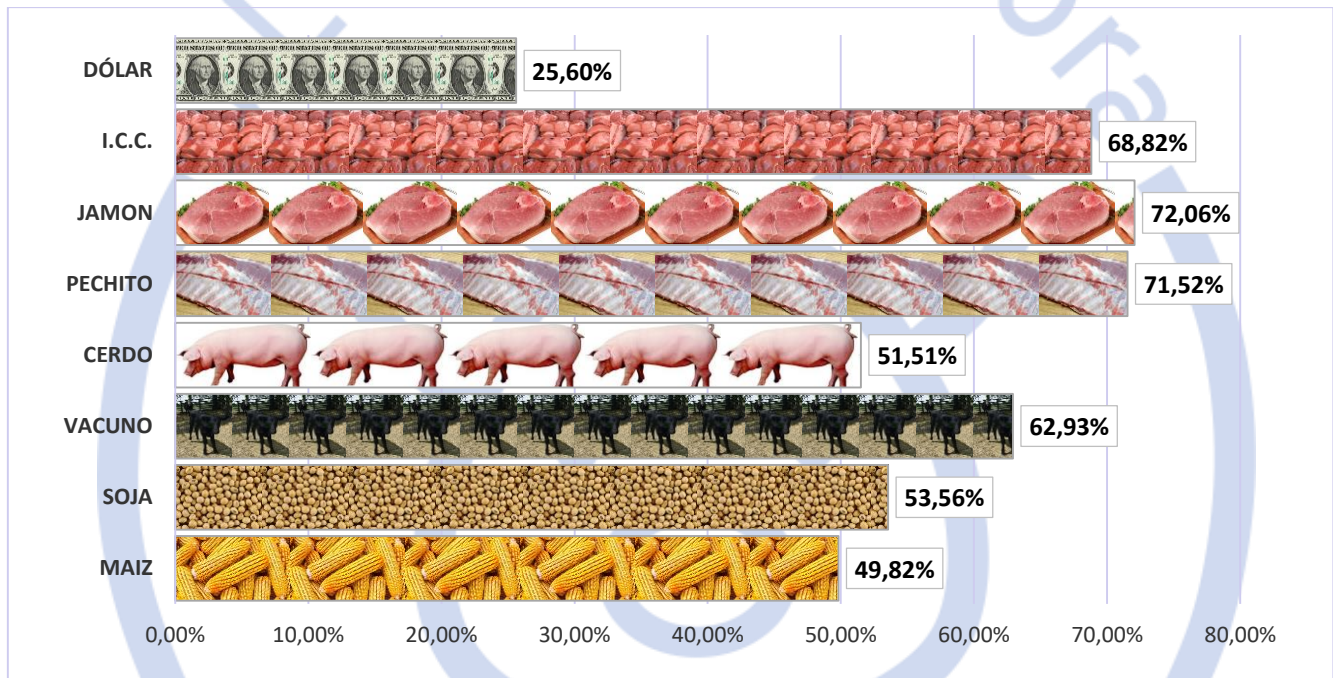 DÓLAR 25,60%
I.C.C. 68,82%
JAMON 72,06%
PECHITO 71,52%
CERDO 51,51%
VACUNO 62,93%
SOJA 53,56%
MAIZ 49,82%
0,00% 10,00% 20,00% 30,00% 40,00% 50,00% 60,00% 70,00% 80,00%